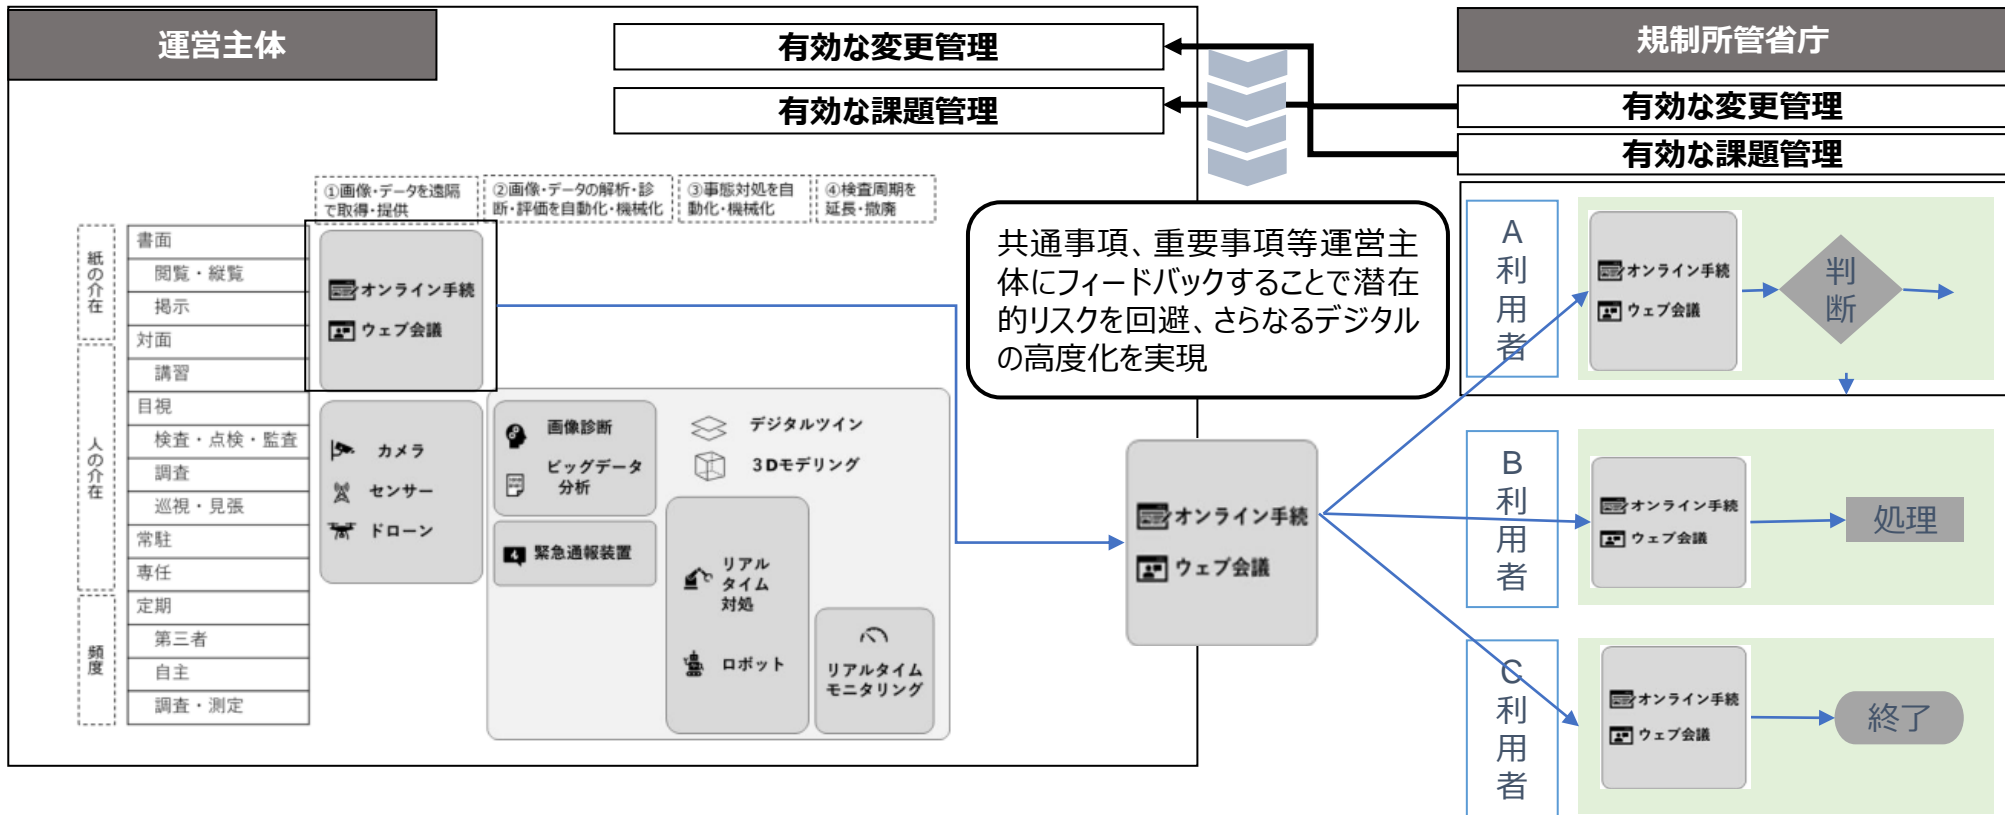 運営主体
有効な変更管理
有効な課題管理
規制所管省庁
有効な変更管理
有効な課題管理
①画像・データを遠隔
で取得・提供
②画像・データの解析・診
断・評価を自動化・機械化
③事態対処を自
動化・機械化
④検査周期を
延長・撤廃
紙の介在
人の介在
頻度
書面
閲覧・縦覧
掲示
対面
講習
目視
検査・点検・監査
調査
巡視・見張
常駐
専任
定期
第三者
自主
調査・測定
オンライン手続
ウェブ会議
カメラ
センサー
ドローン
画像診断
ビッグデータ
分析
緊急通報装置
デジタルツイン
3Dモデリング
リアル
タイム
対処
ロボット
リアルタイム
モニタリング
共通事項、重要事項等運営主
体にフィードバックすることで潜在
的リスクを回避、さらなるデジタル
の高度化を実現
オンライン手続
ウェブ会議
A利用者
オンライン手続
ウェブ会議
判
断
B利用者
オンライン手続
ウェブ会議
処理
C利用者
オンライン手続
ウェブ会議
終了